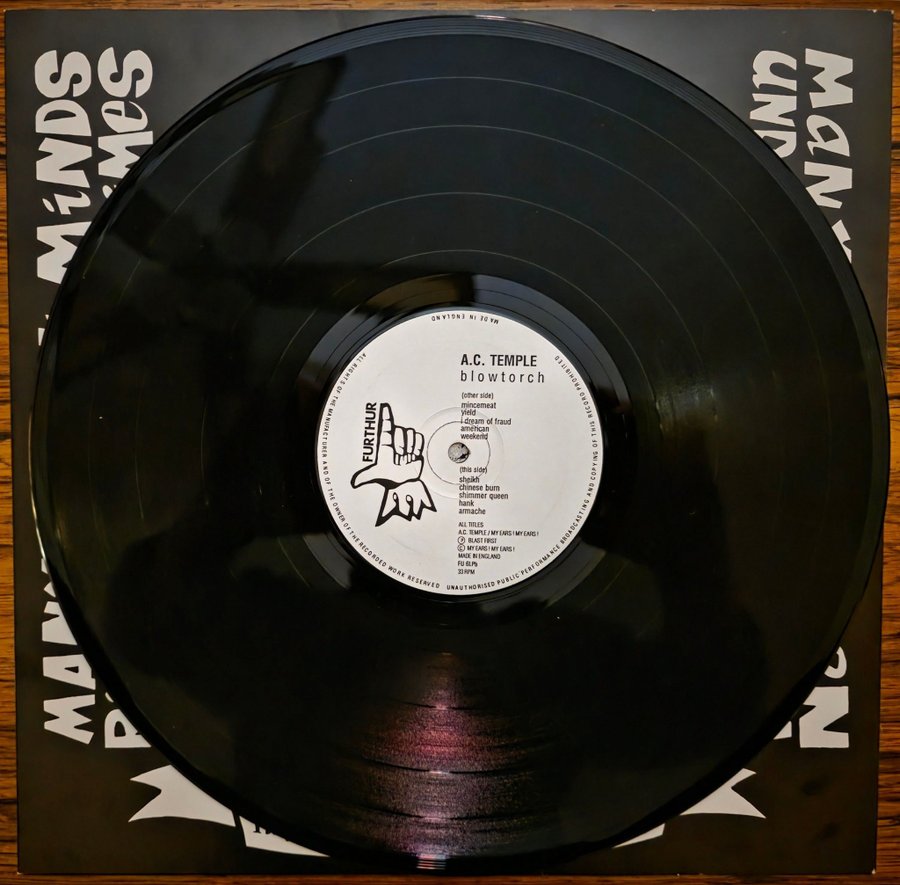 MiNDS
MANY
UND
A.C. TEMPLE
blowtorch
(other side)
mincemeat
yield
i dream of fraud
american
weekend
(this side)
sheikh
chinese burn
shimmer queen
hank
armache
ALL TITLES
A.C. TEMPLE / MY EARS ! MY EARS !
Ⓟ BLAST FIRST
Ⓒ MY EARS ! MY EARS !
MADE IN ENGLAND
FU 6LPb
33 RPM
FURTHUR
ALL RIGHTS OF THE MANUFACTURER AND OF THE OWNER OF THE RECORDED WORK RESERVED UNAUTHORISED PUBLIC PERFORMANCE BROADCASTING AND COPYING OF THIS RECORD PROHIBITED
MADE IN ENGLAND